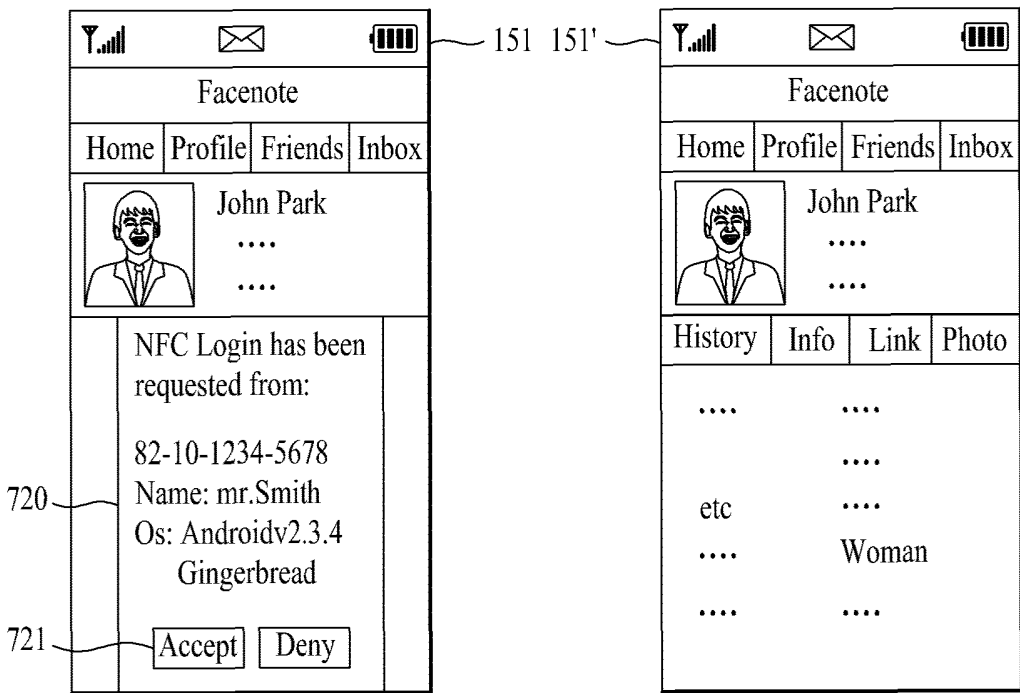 151
Facenote
Home Profile Friends Inbox
John Park
....
....
NFC Login has been
requested from:
82-10-1234-5678
Name: mr.Smith
Os: Androidv2.3.4
Gingerbread
Accept Deny
720
721
151'
Facenote
Home Profile Friends Inbox
John Park
....
....
History Info Link Photo
.... ....
....
etc ....
.... Woman
.... ....